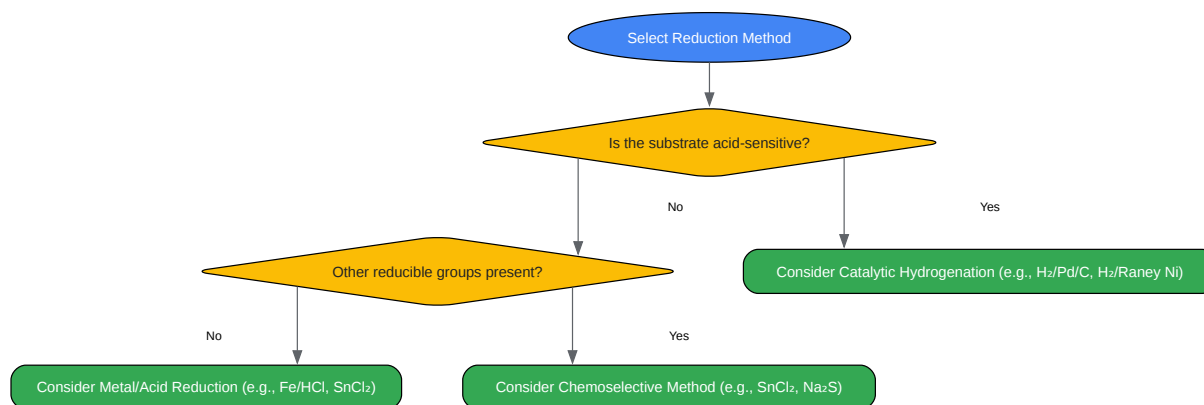 Select Reduction Method
Is the substrate acid-sensitive?
No
Yes
Other reducible groups present?
Consider Catalytic Hydrogenation (e.g., H₂/Pd/C, H₂/Raney Ni)
No
Yes
Consider Metal/Acid Reduction (e.g., Fe/HCl, SnCl₂)
Consider Chemoselective Method (e.g., SnCl₂, Na₂S)